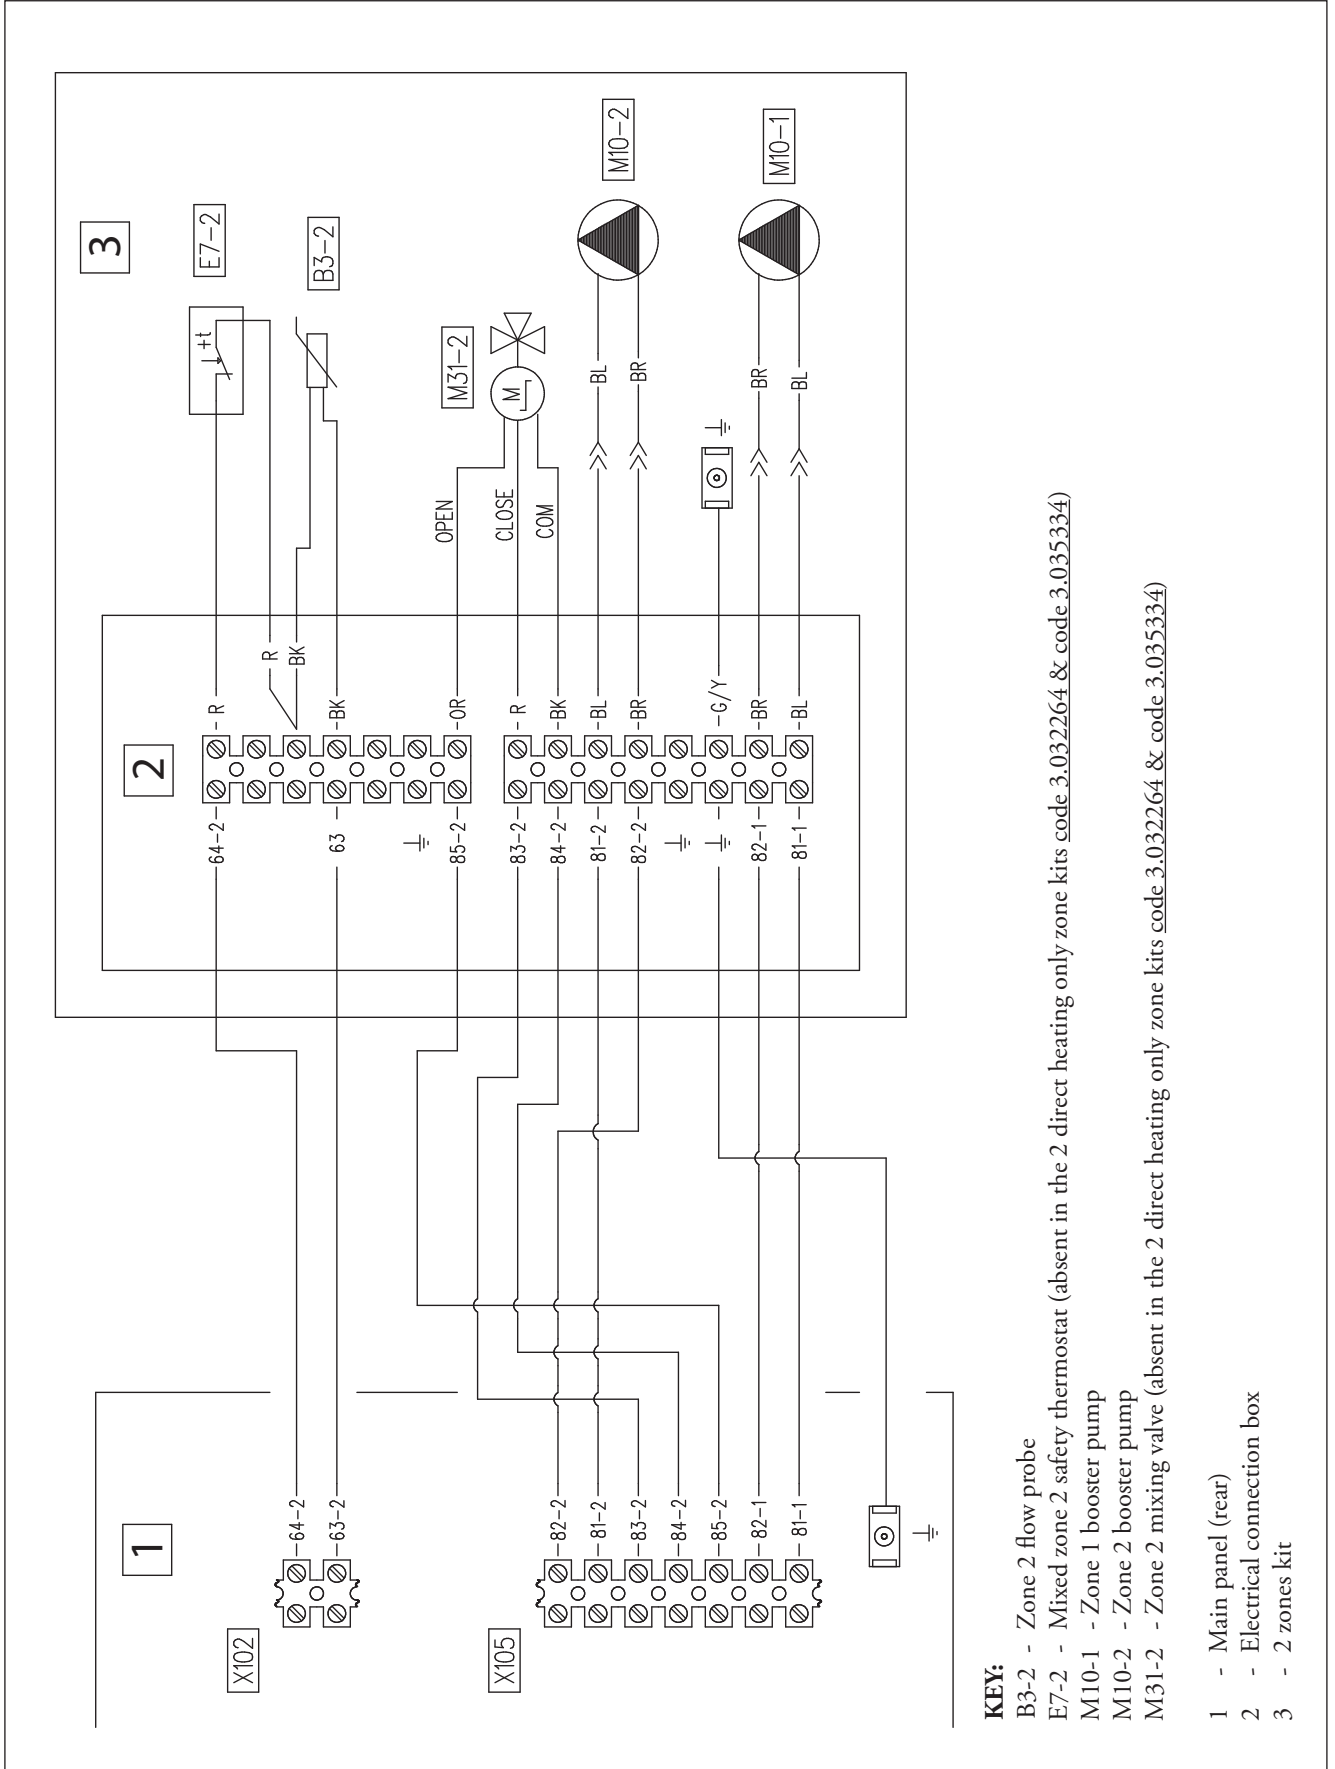 3
E7-2
+t
B3-2
M31-2
M
M10-2
M10-1
BL
BR
BR
BL
OPEN
CLOSE
COM
2
R
R
BK
BK
OR
R
BK
BL
BR
G/Y
BR
BL
64-2
63
85-2
83-2
84-2
81-2
82-2
82-1
81-1
1
64-2
63-2
82-2
81-2
83-2
84-2
85-2
82-1
81-1
X102
X105
KEY:
B3-2 - Zone 2 flow probe
E7-2 - Mixed zone 2 safety thermostat (absent in the 2 direct heating only zone kits code 3.032264 & code 3.035334)
M10-1 - Zone 1 booster pump
M10-2 - Zone 2 booster pump
M31-2 - Zone 2 mixing valve (absent in the 2 direct heating only zone kits code 3.032264 & code 3.035334)
1 - Main panel (rear)
2 - Electrical connection box
3 - 2 zones kit